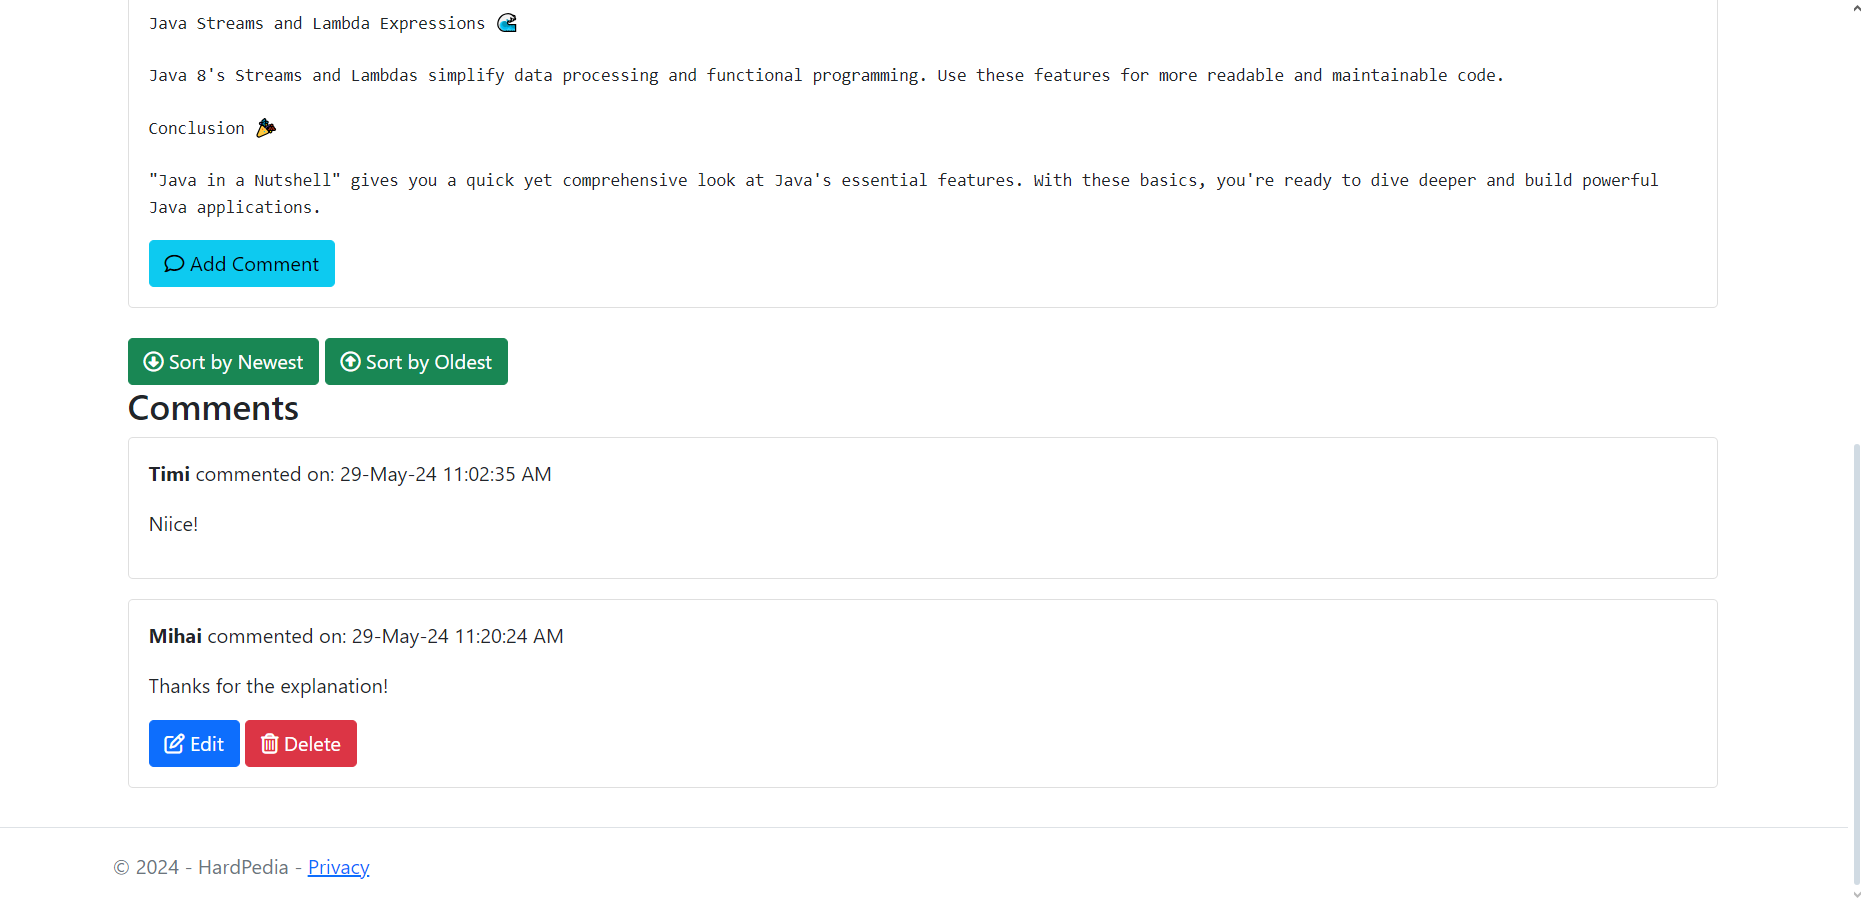 Java Streams and Lambda Expressions 🌊
Java 8's Streams and Lambdas simplify data processing and functional programming. Use these features for more readable and maintainable code.
Conclusion 🎉
"Java in a Nutshell" gives you a quick yet comprehensive look at Java's essential features. With these basics, you're ready to dive deeper and build powerful
Java applications.
Add Comment
Sort by Newest Sort by Oldest
Comments
Timi commented on: 29-May-24 11:02:35 AM
Niice!
Mihai commented on: 29-May-24 11:20:24 AM
Thanks for the explanation!
Edit Delete
© 2024 - HardPedia - Privacy